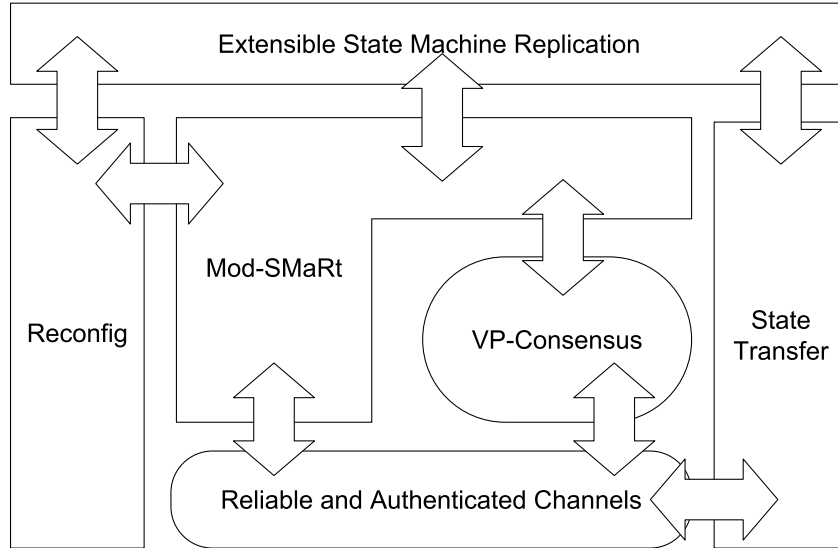 Extensible State Machine Replication
Mod-SMaRt
Reconfig
VP-Consensus
State
Transfer
Reliable and Authenticated Channels